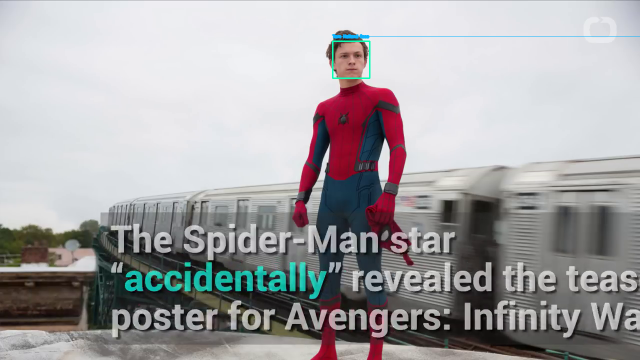 The Spider-Man star
“accidentally” revealed the teas
poster for Avengers: Infinity Wa